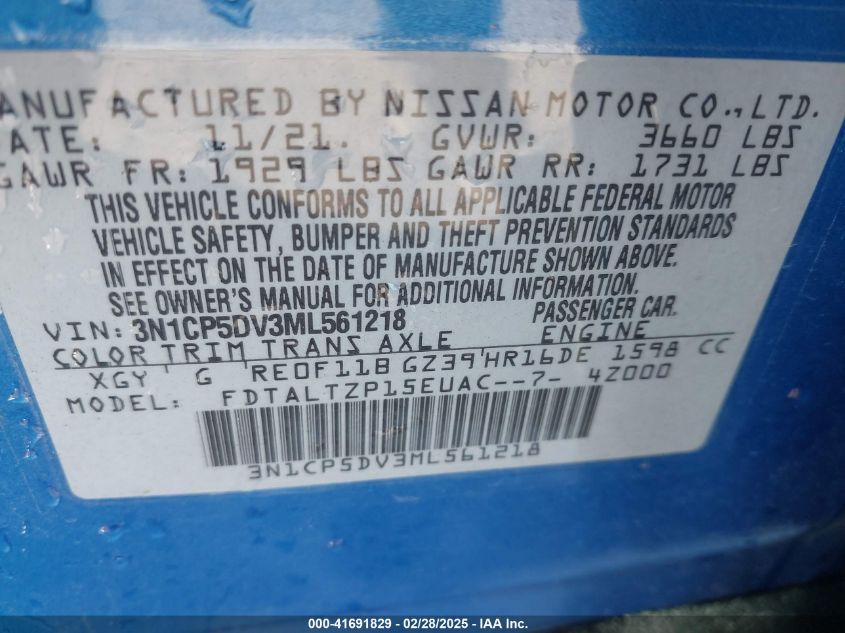 ANUFACTURED BY NISSAN MOTOR CO.,LTD.
ATE: 11/21. GVWR: 3660 LBS
GAWR FR: 1929 LBS GAWR RR: 1731 LBS
THIS VEHICLE CONFORMS TO ALL APPLICABLE FEDERAL MOTOR
VEHICLE SAFETY, BUMPER AND THEFT PREVENTION STANDARDS
IN EFFECT ON THE DATE OF MANUFACTURE SHOWN ABOVE.
SEE OWNER'S MANUAL FOR ADDITIONAL INFORMATION.
VIN: 3N1CP5DV3ML561218 PASSENGER CAR.
COLOR TRIM TRANS AXLE ENGINE
XGY G RE0F11B GZ39 HR16DE 1598 CC
MODEL: FDTALTZP15EUAC--7- 4Z000
3N1CP5DV3ML561218
000-41691829 - 02/28/2025 - IAA Inc.